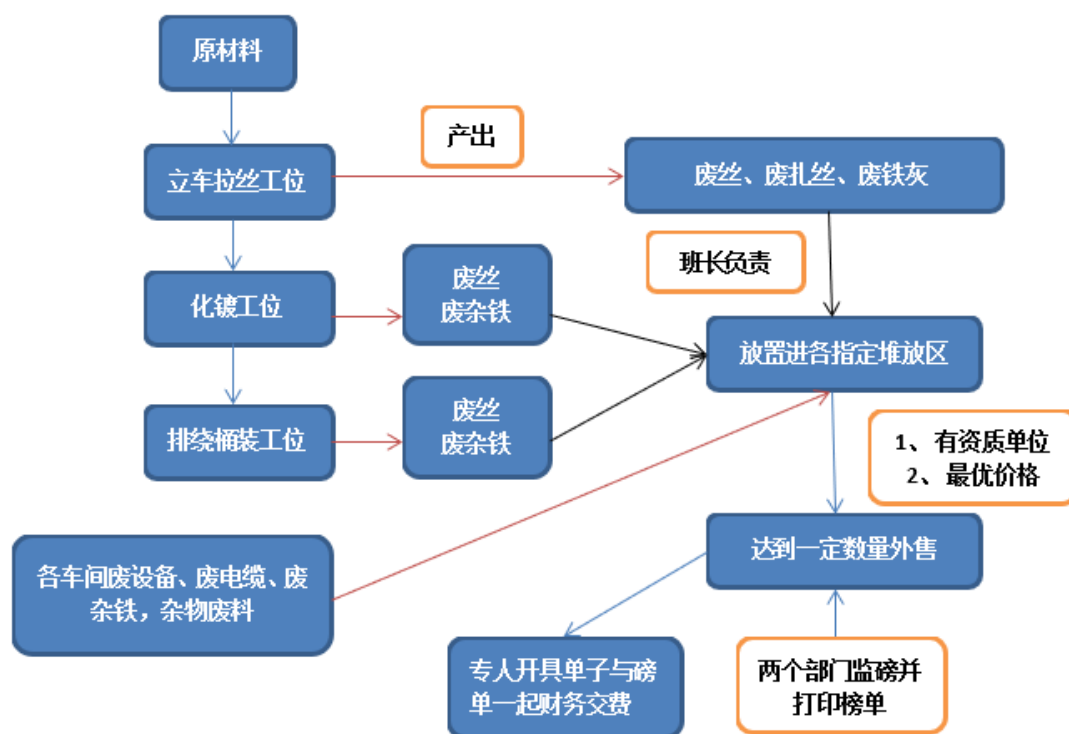 原材料
产出
立车拉丝工位
废丝、废扎丝、废铁灰
班长负责
化镀工位
废丝
废杂铁
放置进各指定堆放区
排绕桶装工位
废丝
废杂铁
1、 有资质单位
2、 最优价格
各车间废设备、废电缆、废
杂铁，杂物废料
达到一定数量外售
专人开具单子与磅
单一起财务交费
两个部门监磅并
打印榜单